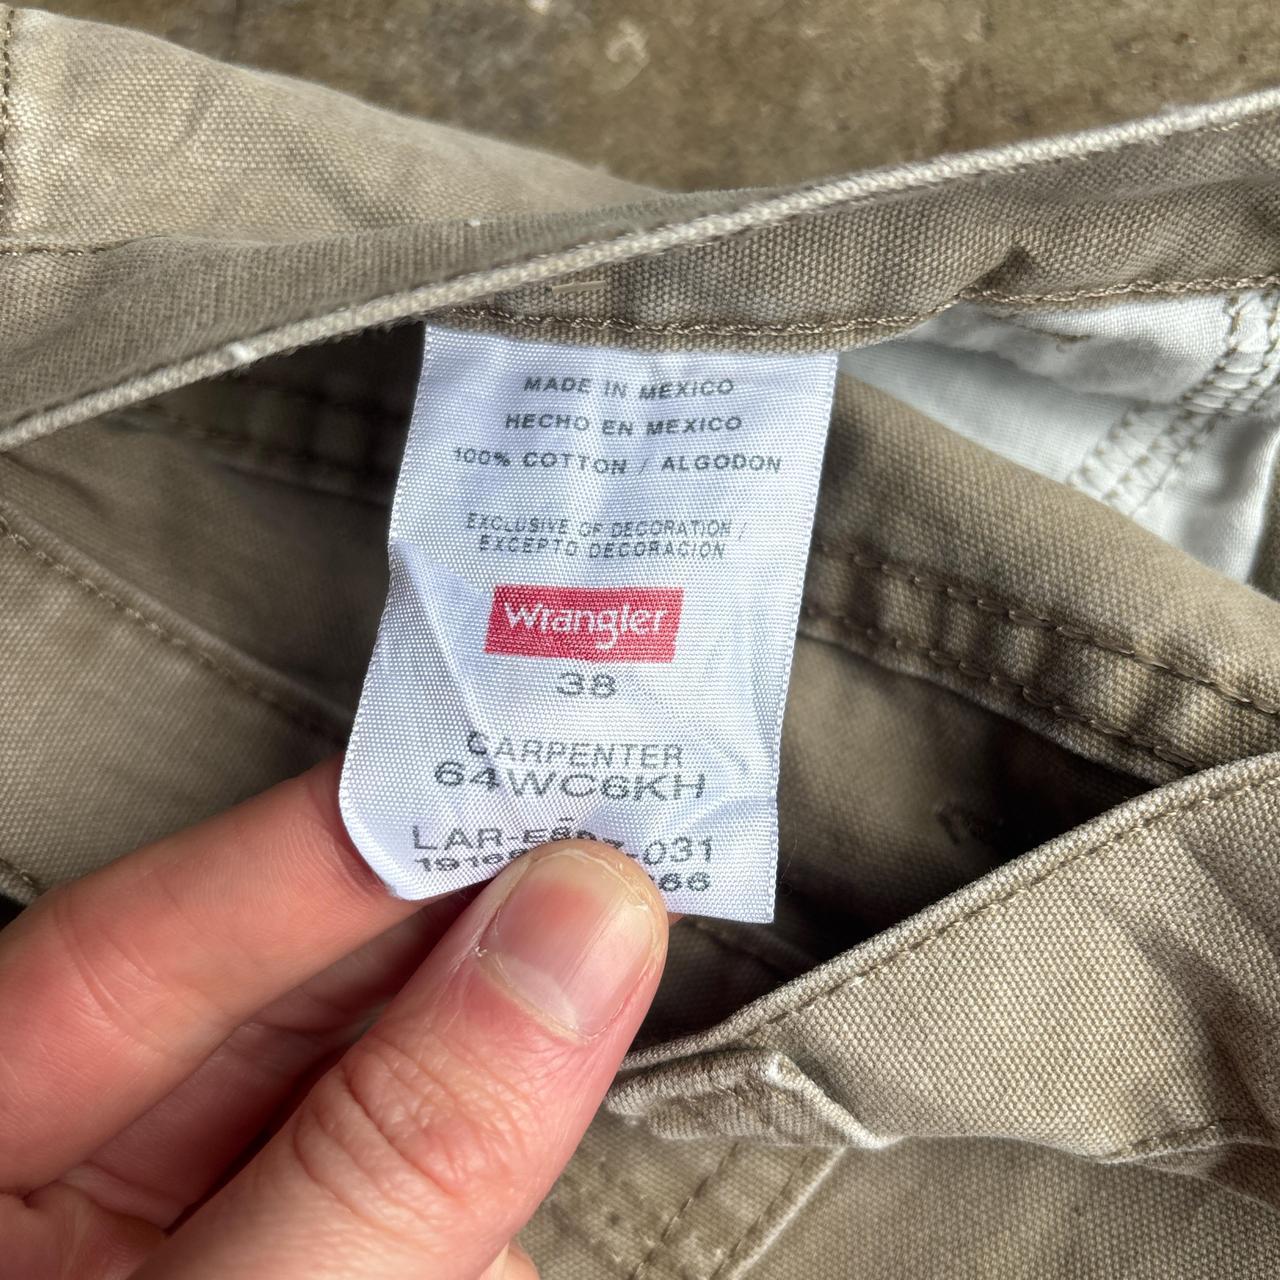 MADE IN MEXICO
HECHO EN MEXICO
100% COTTON / ALGODON
EXCLUSIVE OF DECORATION /
EXCEPTO DECORACION
Wrangler
38
CARPENTER
64WC6KH